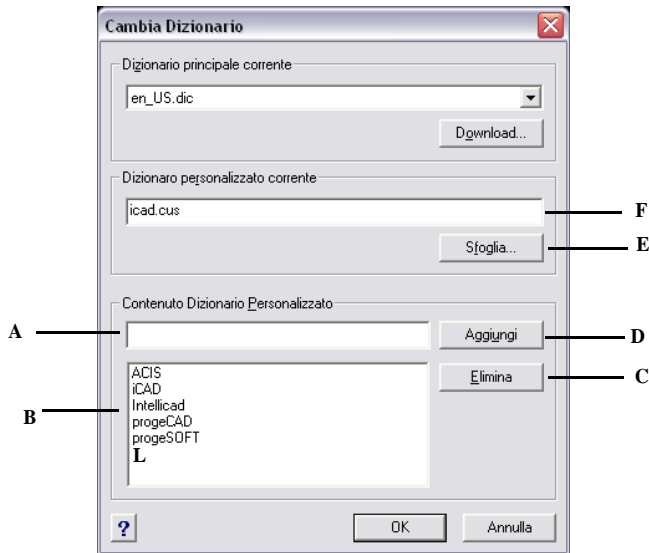 Cambia Dizionario
Dizionario principale corrente
en_US.dic
Download...
Dizionaro personalizzato corrente
icad.cus
F
Sfoglia...
E
Contenuto Dizionario Personalizzato
A
Aggiungi
D
ACIS
iCAD
Intellicad
progeCAD
progeSOFT
L
B
Elimina
C
?
OK
Annulla